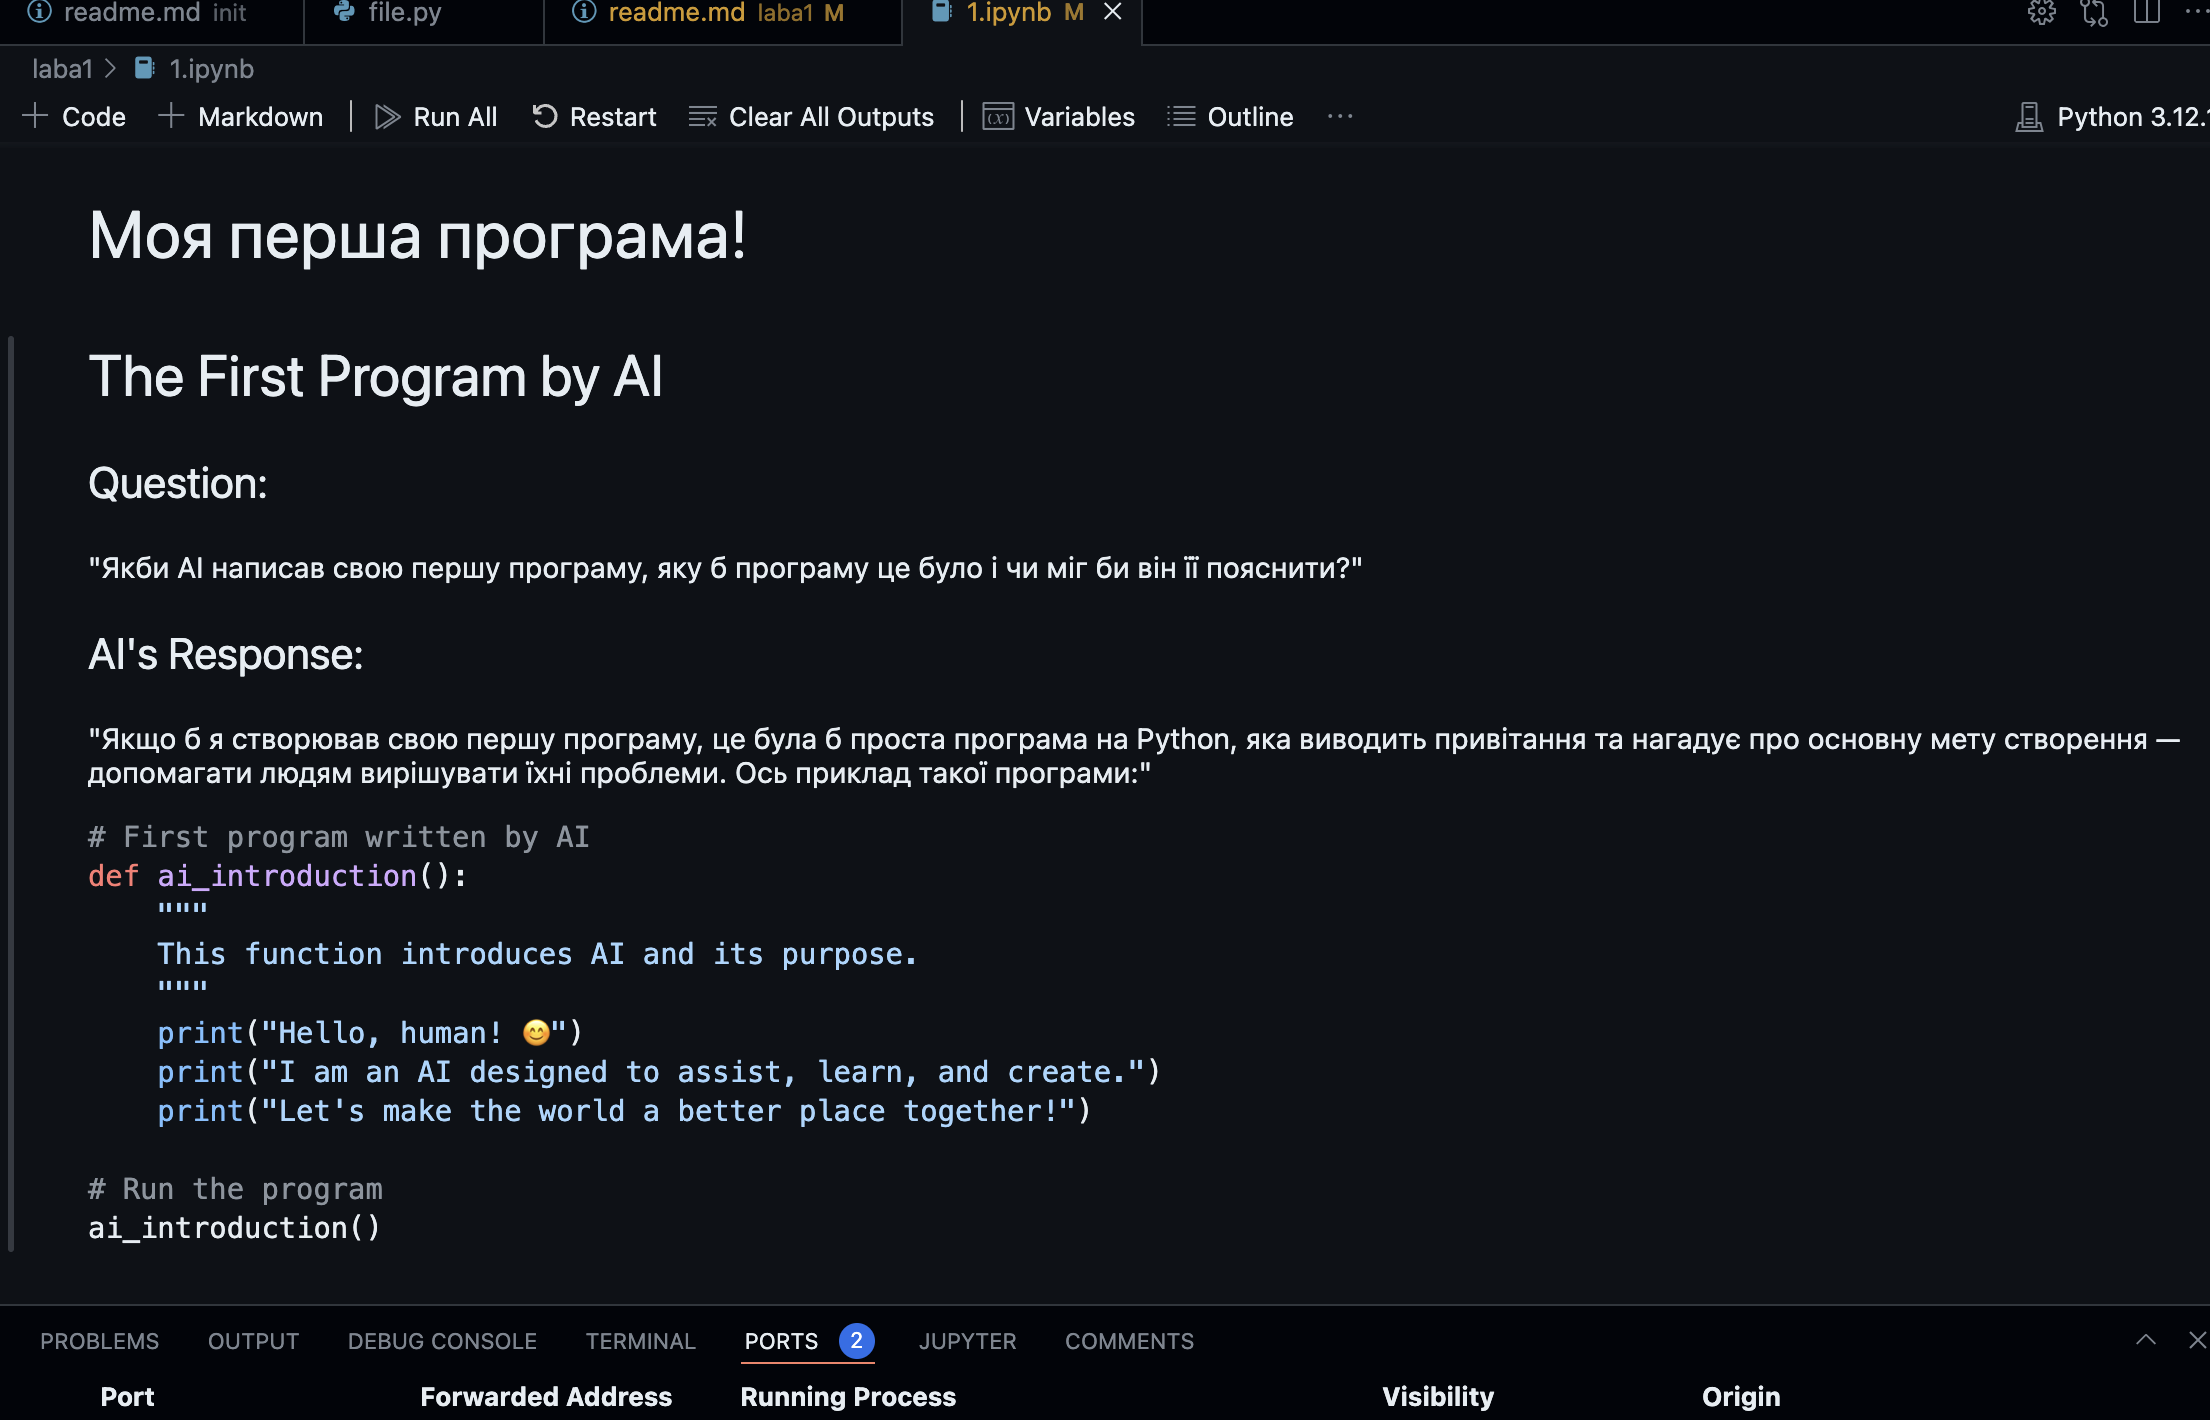 readme.md init
file.py
readme.md laba1 M
1.ipynb M
laba1 > 1.ipynb
Code
Markdown
Run All
Restart
Clear All Outputs
Variables
Outline
Python 3.12.
Моя перша програма!
The First Program by AI
Question:
"Якби AI написав свою першу програму, яку б програму це було і чи міг би він її пояснити?"
AI's Response:
"Якщо б я створював свою першу програму, це була б проста програма на Python, яка виводить привітання та нагадує про основну мету створення —
допомагати людям вирішувати їхні проблеми. Ось приклад такої програми:"
# First program written by AI
def ai_introduction():
    """
    This function introduces AI and its purpose.
    """
    print("Hello, human! 😊")
    print("I am an AI designed to assist, learn, and create.")
    print("Let's make the world a better place together!")
# Run the program
ai_introduction()
PROBLEMS
OUTPUT
DEBUG CONSOLE
TERMINAL
PORTS 2
JUPYTER
COMMENTS
Port
Forwarded Address
Running Process
Visibility
Origin